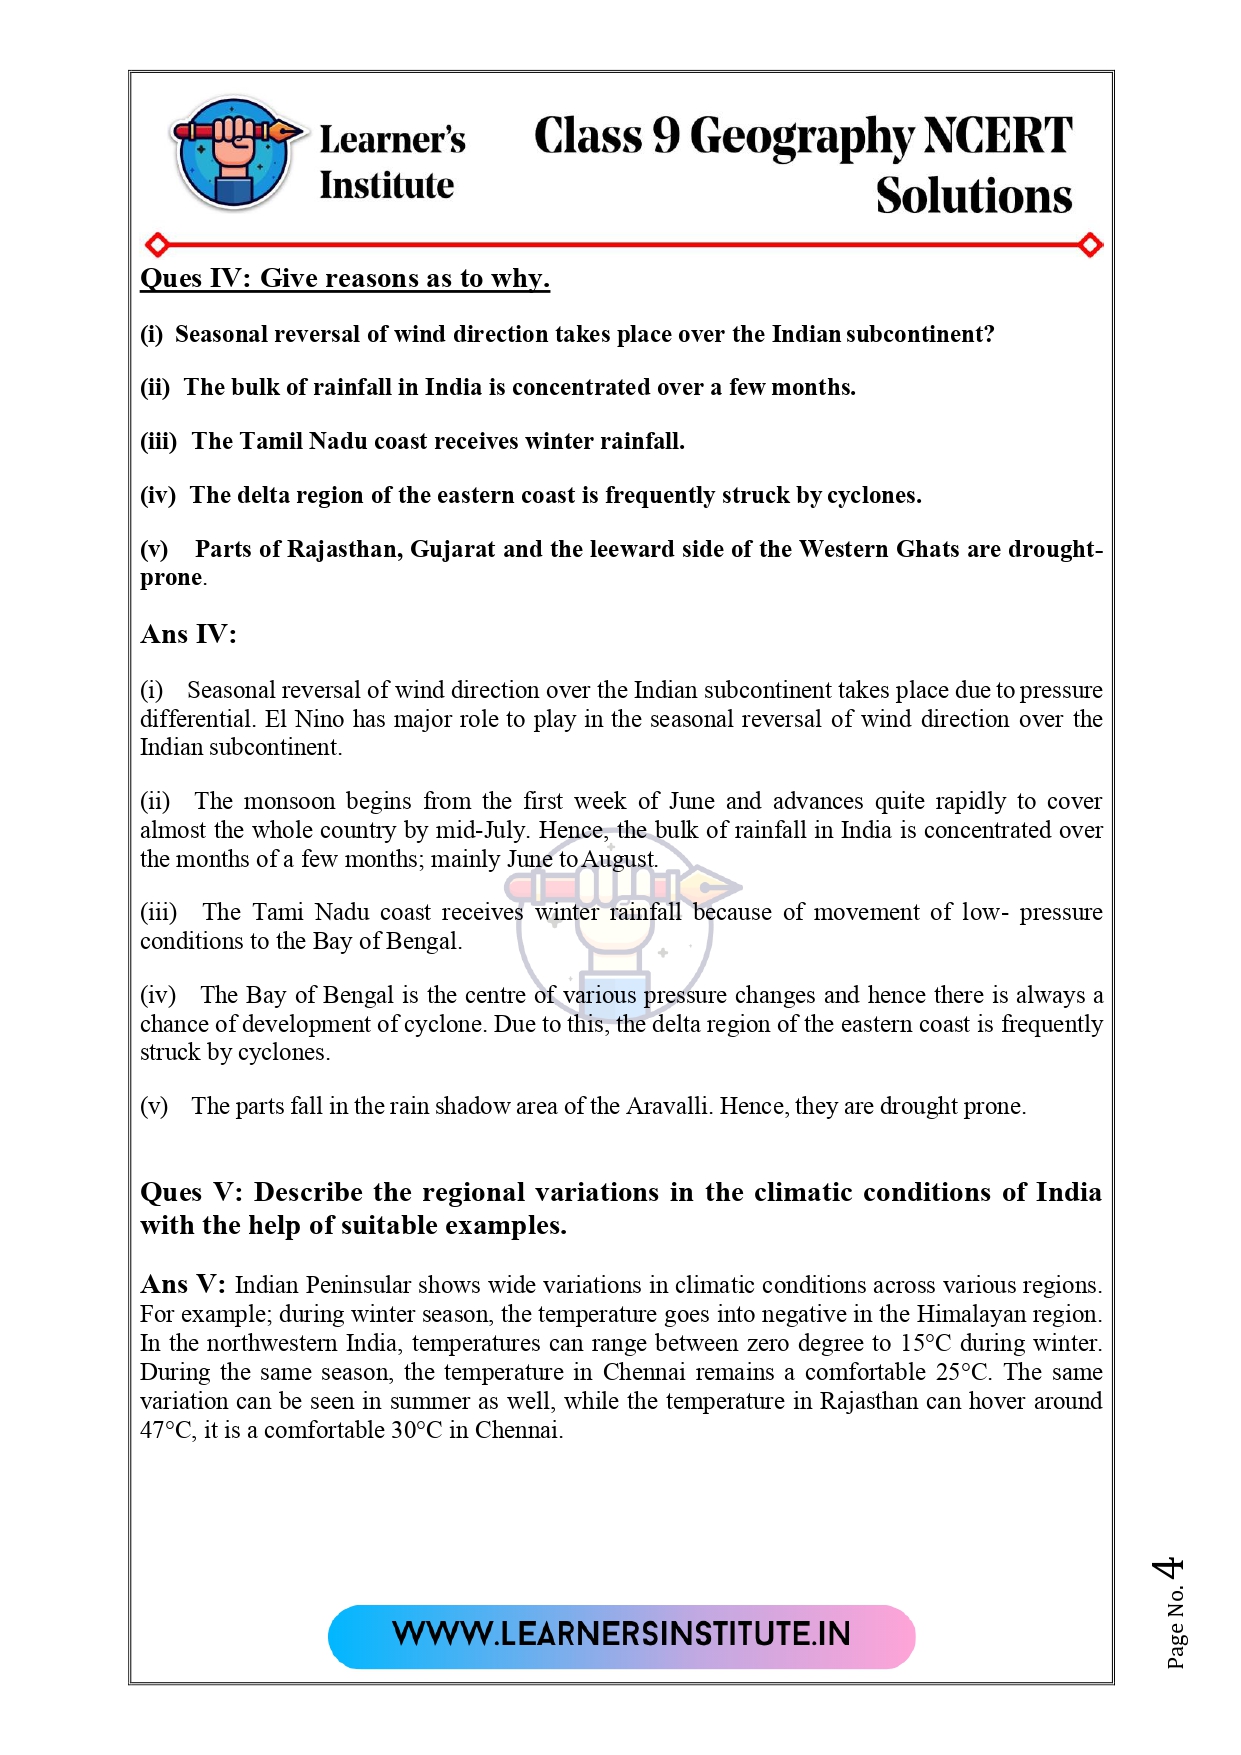 Learner's
Institute
Class 9 Geography NCERT
Solutions
Ques IV: Give reasons as to why.
(i) Seasonal reversal of wind direction takes place over the Indian subcontinent?
(ii) The bulk of rainfall in India is concentrated over a few months.
(iii) The Tamil Nadu coast receives winter rainfall.
(iv) The delta region of the eastern coast is frequently struck by cyclones.
(v) Parts of Rajasthan, Gujarat and the leeward side of the Western Ghats are drought-
prone.
Ans IV:
(i) Seasonal reversal of wind direction over the Indian subcontinent takes place due to pressure
differential. El Nino has major role to play in the seasonal reversal of wind direction over the
Indian subcontinent.
(ii) The monsoon begins from the first week of June and advances quite rapidly to cover
almost the whole country by mid-July. Hence, the bulk of rainfall in India is concentrated over
the months of a few months; mainly June to August.
(iii) The Tami Nadu coast receives winter rainfall because of movement of low- pressure
conditions to the Bay of Bengal.
(iv) The Bay of Bengal is the centre of various pressure changes and hence there is always a
chance of development of cyclone. Due to this, the delta region of the eastern coast is frequently
struck by cyclones.
(v) The parts fall in the rain shadow area of the Aravalli. Hence, they are drought prone.
Ques V: Describe the regional variations in the climatic conditions of India
with the help of suitable examples.
Ans V: Indian Peninsular shows wide variations in climatic conditions across various regions.
For example; during winter season, the temperature goes into negative in the Himalayan region.
In the northwestern India, temperatures can range between zero degree to 15°C during winter.
During the same season, the temperature in Chennai remains a comfortable 25°C. The same
variation can be seen in summer as well, while the temperature in Rajasthan can hover around
47°C, it is a comfortable 30°C in Chennai.
Page No. 4
WWW.LEARNERSINSTITUTE.IN